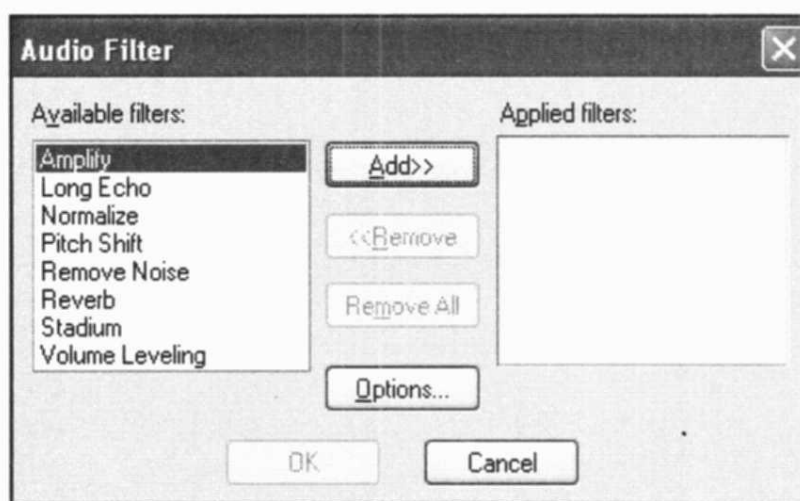 Audio Filter
Available filters:
Amplify
Long Echo
Normalize
Pitch Shift
Remove Noise
Reverb
Stadium
Volume Leveling
Add>>
<<Remove
Remove All
Options...
Applied filters:
OK
Cancel